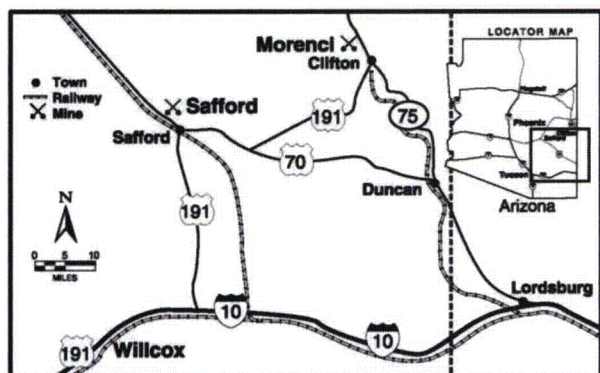 LOCATOR MAP
Morenci
Clifton
Town
Railway
Mine
Safford
Safford
191
75
70
Phoenix
Tucson
Duncan
Arizona
191
N
0 5 10
MILES
Lordsburg
10
10
191
Willcox